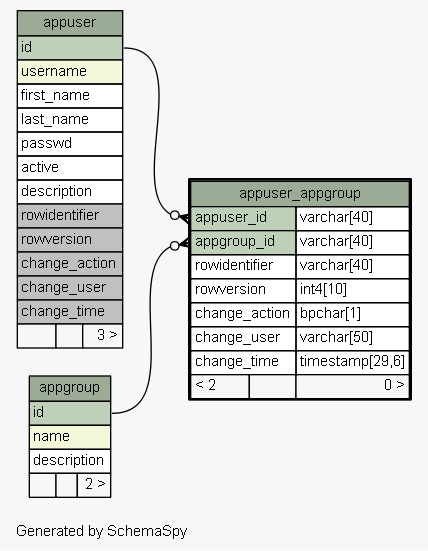 appuser
id
username
first_name
last_name
passwd
active
description
rowidentifier
rowversion
change_action
change_user
change_time
3 >
appuser_appgroup
appuser_id varchar[40]
appgroup_id varchar[40]
rowidentifier varchar[40]
rowversion int4[10]
change_action bpchar[1]
change_user varchar[50]
change_time timestamp[29,6]
< 2 0 >
appgroup
id
name
description
2 >
Generated by SchemaSpy